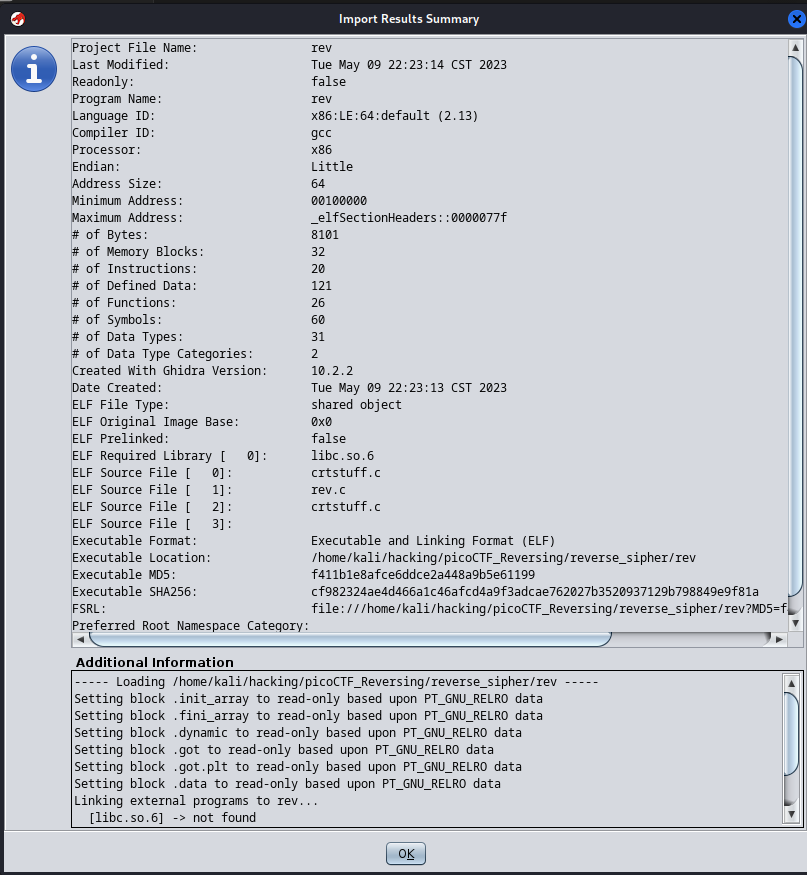 Import Results Summary
Project File Name: rev
Last Modified: Tue May 09 22:23:14 CST 2023
Readonly: false
Program Name: rev
Language ID: x86:LE:64:default (2.13)
Compiler ID: gcc
Processor: x86
Endian: Little
Address Size: 64
Minimum Address: 00100000
Maximum Address: _elfSectionHeaders::0000077f
# of Bytes: 8101
# of Memory Blocks: 32
# of Instructions: 20
# of Defined Data: 121
# of Functions: 26
# of Symbols: 60
# of Data Types: 31
# of Data Type Categories: 2
Created With Ghidra Version: 10.2.2
Date Created: Tue May 09 22:23:13 CST 2023
ELF File Type: shared object
ELF Original Image Base: 0x0
ELF Prelinked: false
ELF Required Library [ 0]: libc.so.6
ELF Source File [ 0]: crtstuff.c
ELF Source File [ 1]: rev.c
ELF Source File [ 2]: crtstuff.c
ELF Source File [ 3]:
Executable Format: Executable and Linking Format (ELF)
Executable Location: /home/kali/hacking/picoCTF_Reversing/reverse_sipher/rev
Executable MD5: f411b1e8afce6ddce2a448a9b5e61199
Executable SHA256: cf982324ae4d466a1c46afcd4a9f3adcae762027b3520937129b798849e9f81a
FSRL: file:///home/kali/hacking/picoCTF_Reversing/reverse_sipher/rev?MD5=f
Preferred Root Namespace Category:
Additional Information
----- Loading /home/kali/hacking/picoCTF_Reversing/reverse_sipher/rev -----
Setting block .init_array to read-only based upon PT_GNU_RELRO data
Setting block .fini_array to read-only based upon PT_GNU_RELRO data
Setting block .dynamic to read-only based upon PT_GNU_RELRO data
Setting block .got to read-only based upon PT_GNU_RELRO data
Setting block .got.plt to read-only based upon PT_GNU_RELRO data
Setting block .data to read-only based upon PT_GNU_RELRO data
Linking external programs to rev...
[libc.so.6] -> not found
OK